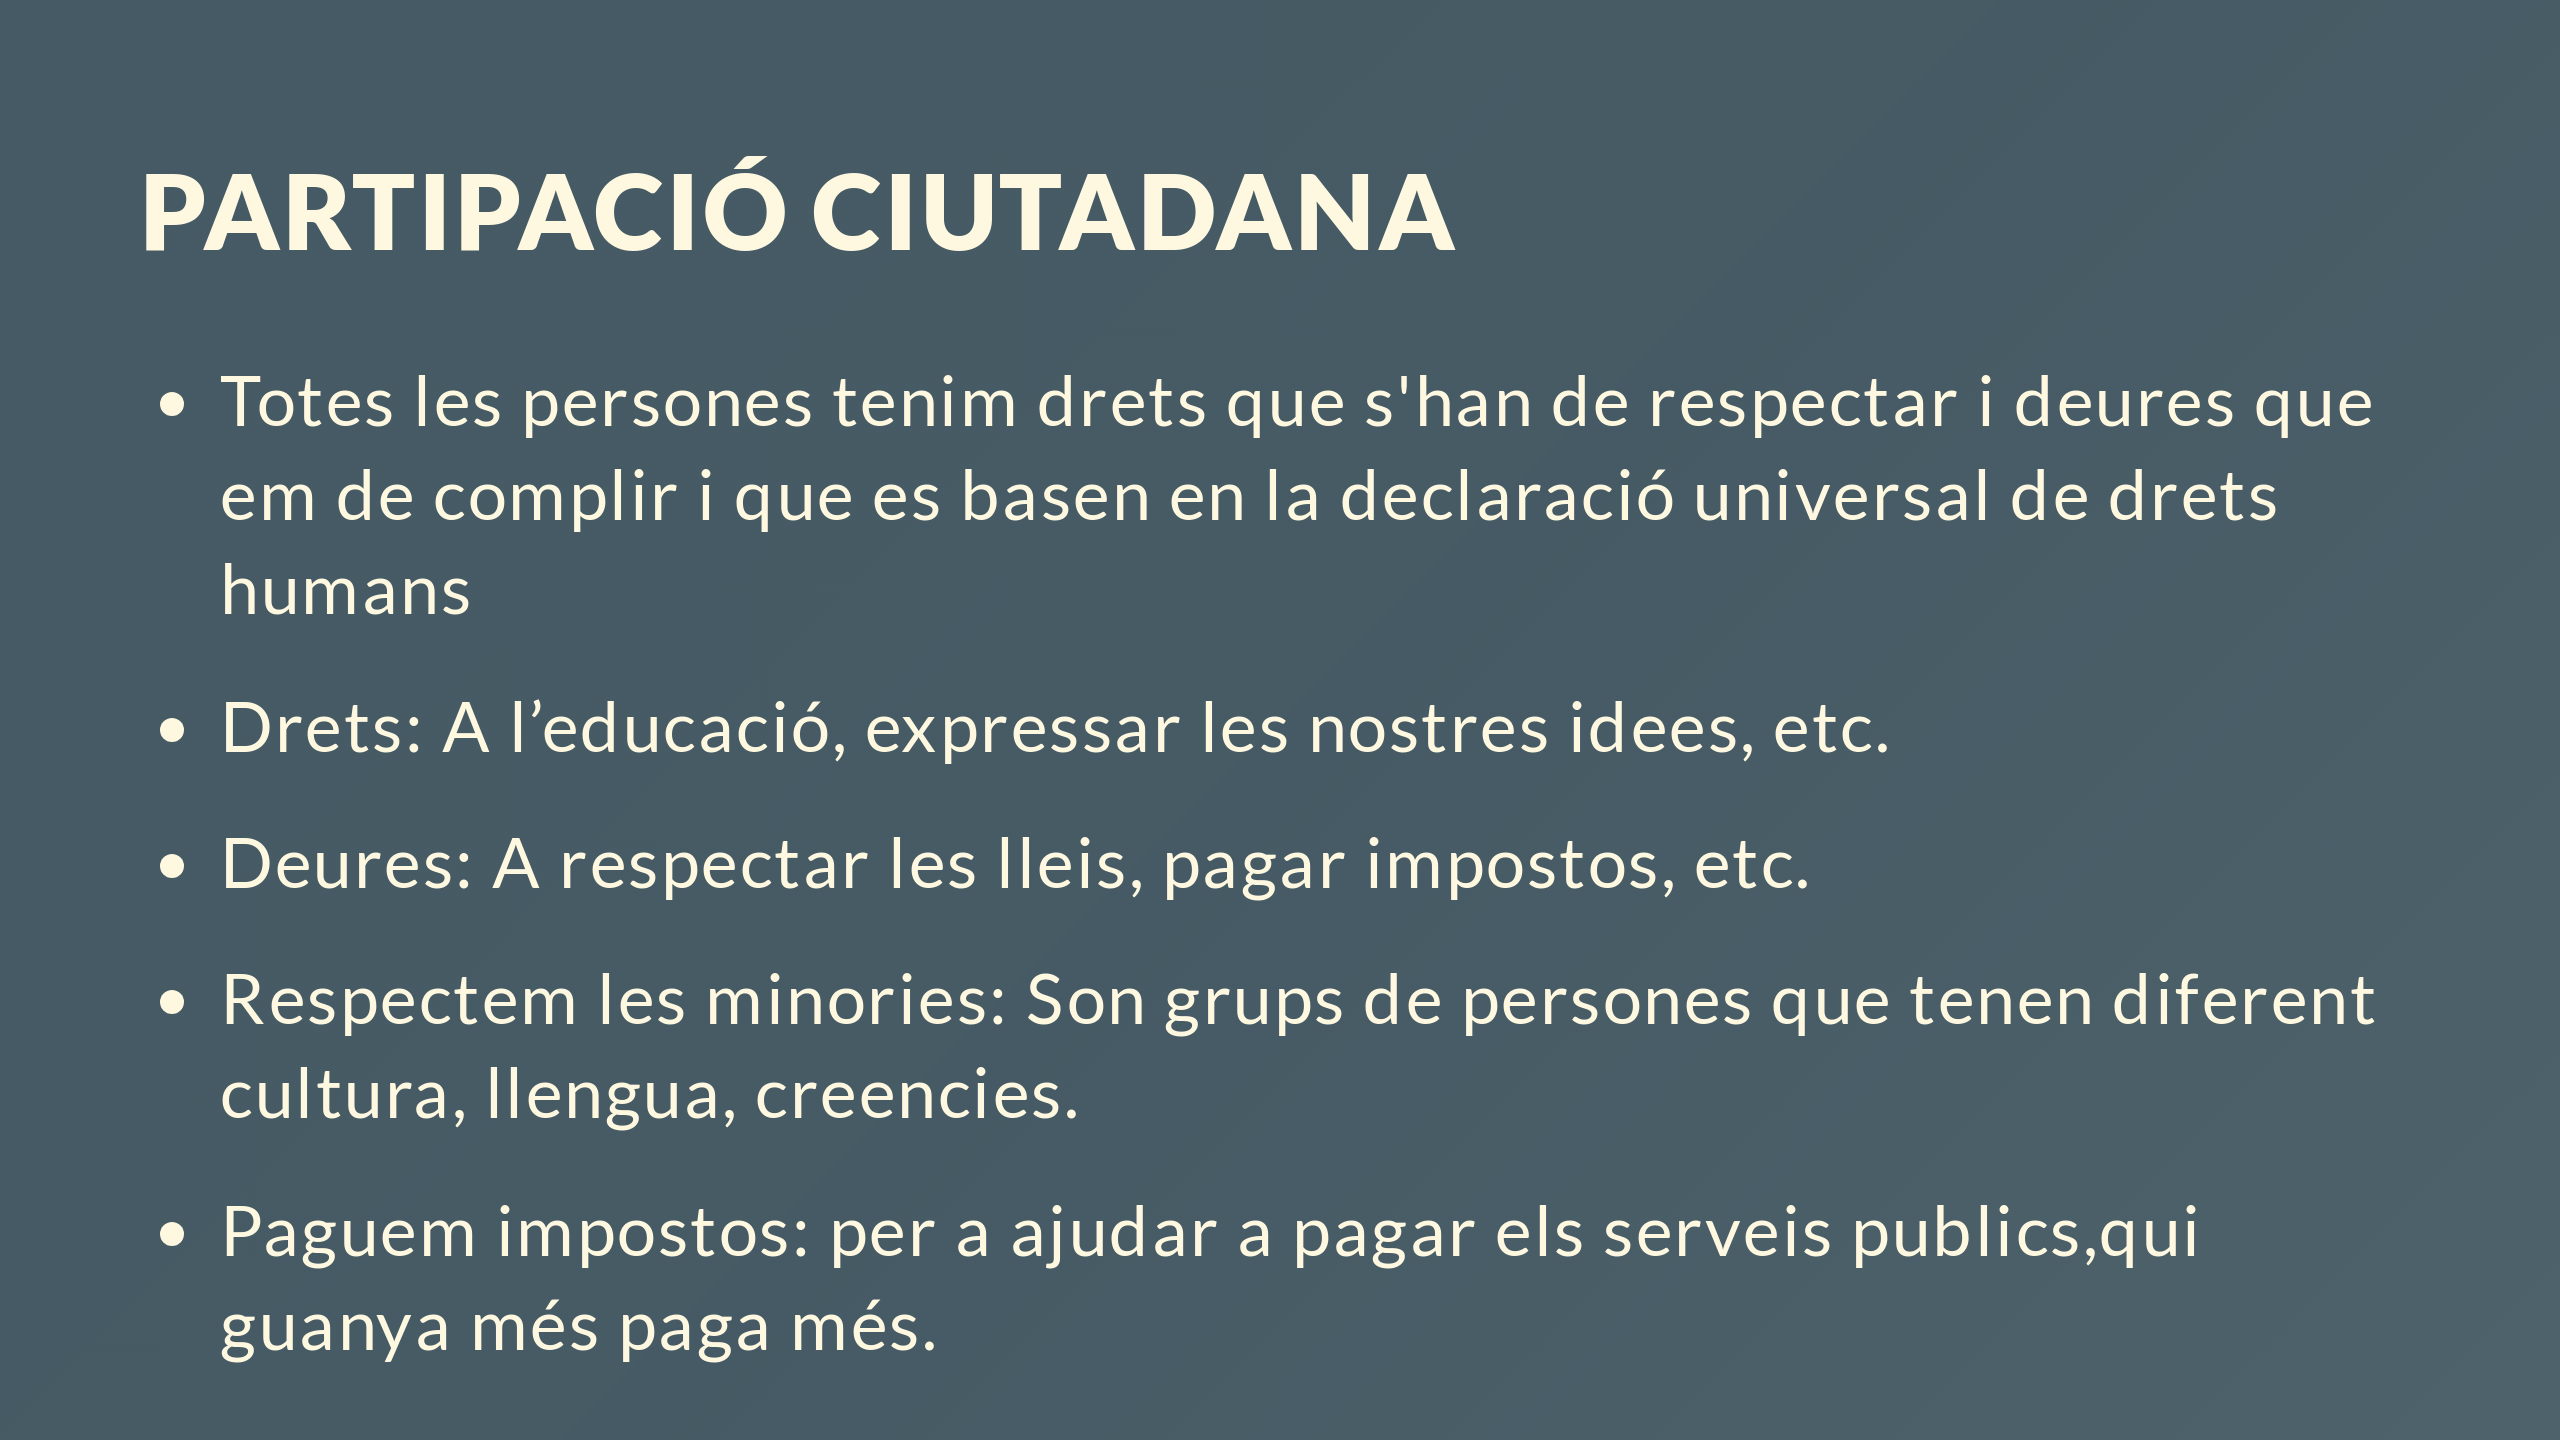 PARTIPACIÓ CIUTADANA
• Totes les persones tenim drets que s'han de respectar i deures que
em de complir i que es basen en la declaració universal de drets
humans
• Drets: A l’educació, expressar les nostres idees, etc.
• Deures: A respectar les lleis, pagar impostos, etc.
• Respectem les minories: Son grups de persones que tenen diferent
cultura, llengua, creencies.
• Paguem impostos: per a ajudar a pagar els serveis publics,qui
guanya més paga més.